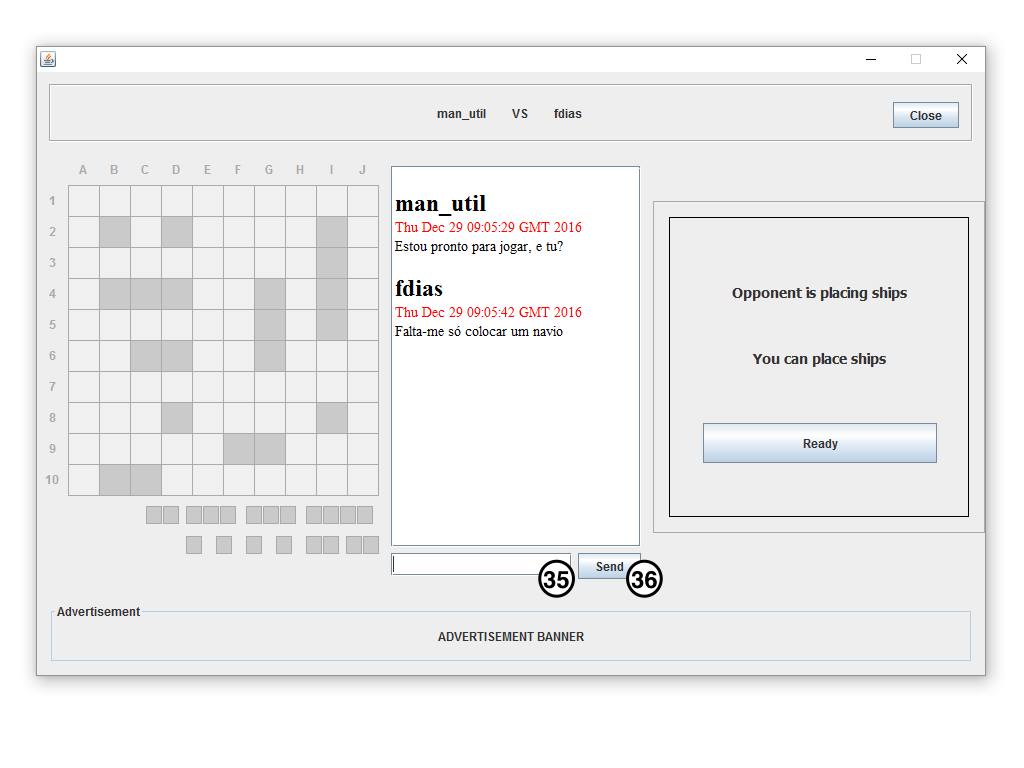 man_util VS fdias
Close
A B C D E F G H I J
1
2
3
4
5
6
7
8
9
10
man_util
Thu Dec 29 09:05:29 GMT 2016
Estou pronto para jogar, e tu?
fdias
Thu Dec 29 09:05:42 GMT 2016
Falta-me só colocar um navio
Opponent is placing ships
You can place ships
Ready
Send
35 36
Advertisement
ADVERTISEMENT BANNER